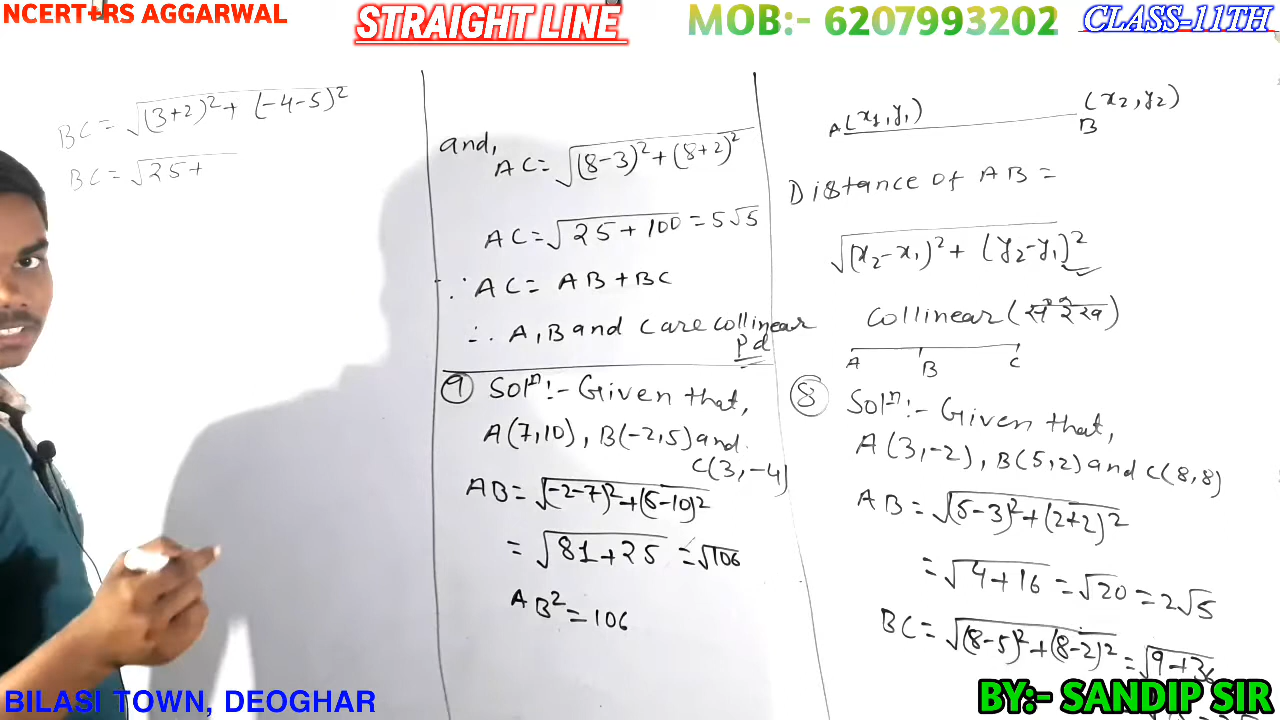 NCERT+RS AGGARWAL
STRAIGHT LINE
MOB:- 6207993202
CLASS-11TH
BC = √(3+2)² + (-4-5)²
BC = √25+
and,
AC = √(8-3)² + (8+2)²
AC = √25+100 = 5√5
∵ AC = AB + BC
∴ A, B and C are collinear
Pd
⑨ Solⁿ:- Given that,
A(7,10), B(-2,5) and
C(3,-4)
AB = √(-2-7)² + (5-10)²
= √81+25 = √106
AB² = 106
A(x₁,y₁)
(x₂,y₂)
B
Distance of AB =
√(x₂-x₁)² + (y₂-y₁)²
Collinear (
A B C
⑧ Solⁿ:- Given that,
A(3,-2), B(5,2) and C(8,8)
AB = √(5-3)² + (2+2)²
= √4+16 = √20 = 2√5
BC = √(8-5)² + (8-2)² = √9+36
BILASI TOWN, DEOGHAR
BY:- SANDIP SIR